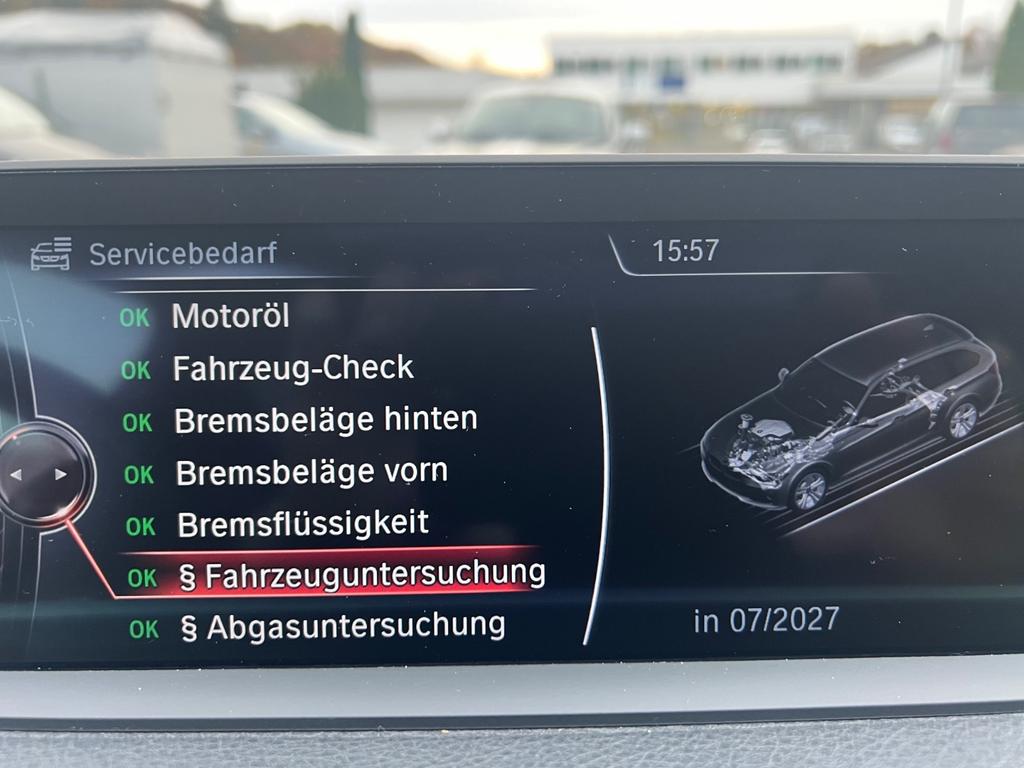 Servicebedarf
15:57
OK Motoröl
OK Fahrzeug-Check
OK Bremsbeläge hinten
OK Bremsbeläge vorn
OK Bremsflüssigkeit
OK § Fahrzeuguntersuchung
OK § Abgasuntersuchung
in 07/2027